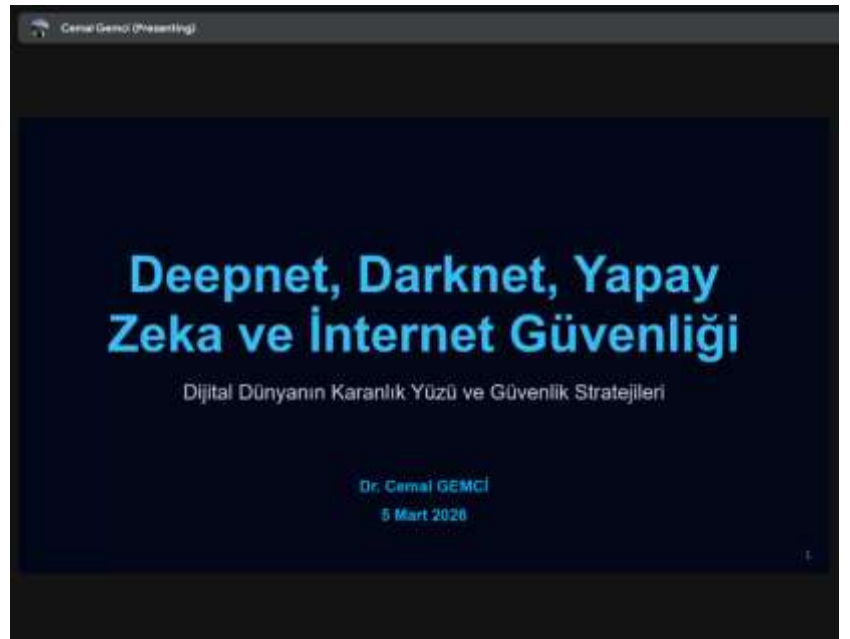 Cemal Gemci (Presenting)
Deepnet, Darknet, Yapay
Zeka ve İnternet Güvenliği
Dijital Dünyanın Karanlık Yüzü ve Güvenlik Stratejileri
Dr. Cemal GEMCİ
5 Mart 2026
1